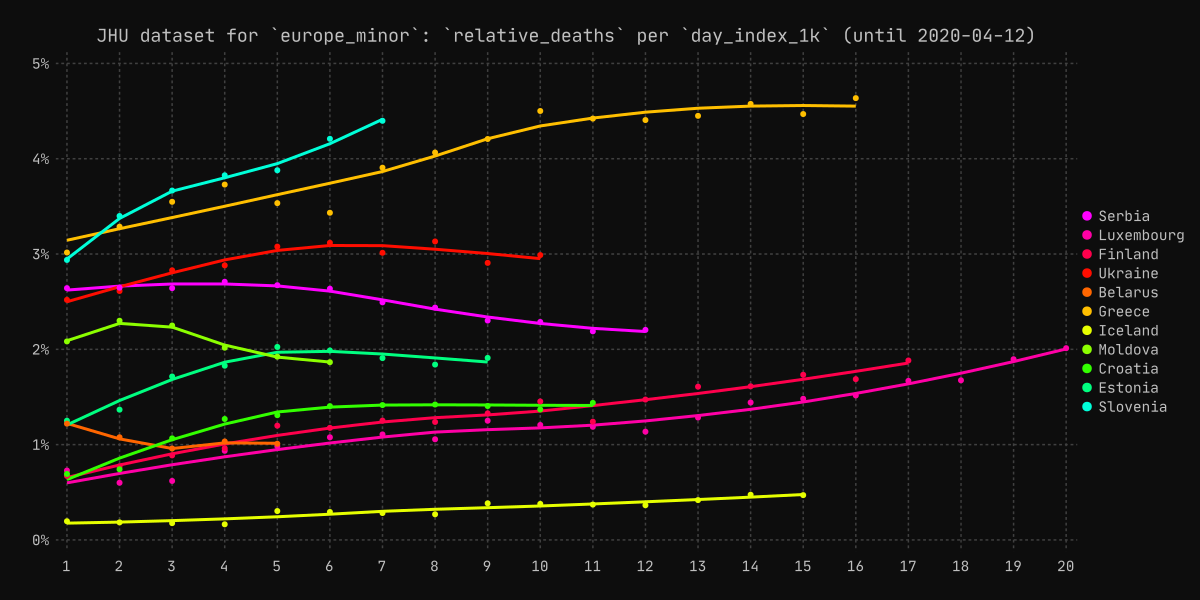 JHU dataset for `europe_minor`: `relative_deaths` per `day_index_1k` (until 2020-04-12)
5%
4%
3%
2%
1%
0%
1 2 3 4 5 6 7 8 9 10 11 12 13 14 15 16 17 18 19 20
Serbia
Luxembourg
Finland
Ukraine
Belarus
Greece
Iceland
Moldova
Croatia
Estonia
Slovenia